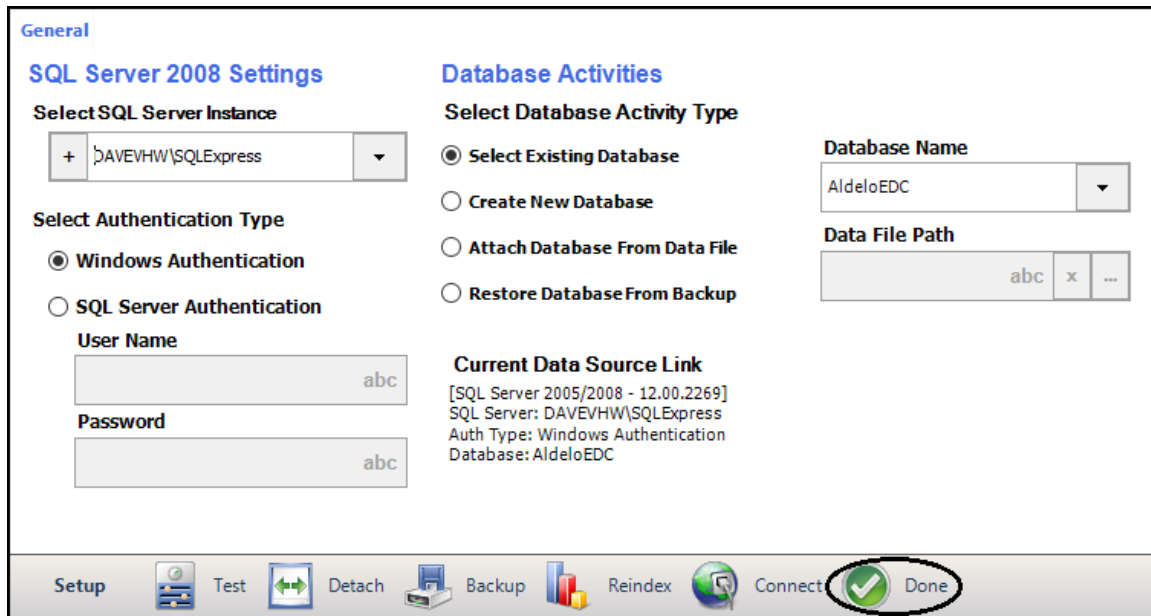 General
SQL Server 2008 Settings
Select SQL Server Instance
+ DAVEVHW\SQLExpress
Select Authentication Type
Windows Authentication
SQL Server Authentication
User Name
abc
Password
abc
Database Activities
Select Database Activity Type
Select Existing Database
Create New Database
Attach Database From Data File
Restore Database From Backup
Database Name
AldeloEDC
Data File Path
abc x ...
Current Data Source Link
[SQL Server 2005/2008 - 12.00.2269]
SQL Server: DAVEVHW\SQLExpress
Auth Type: Windows Authentication
Database: AldeloEDC
Setup Test Detach Backup Reindex Connect Done